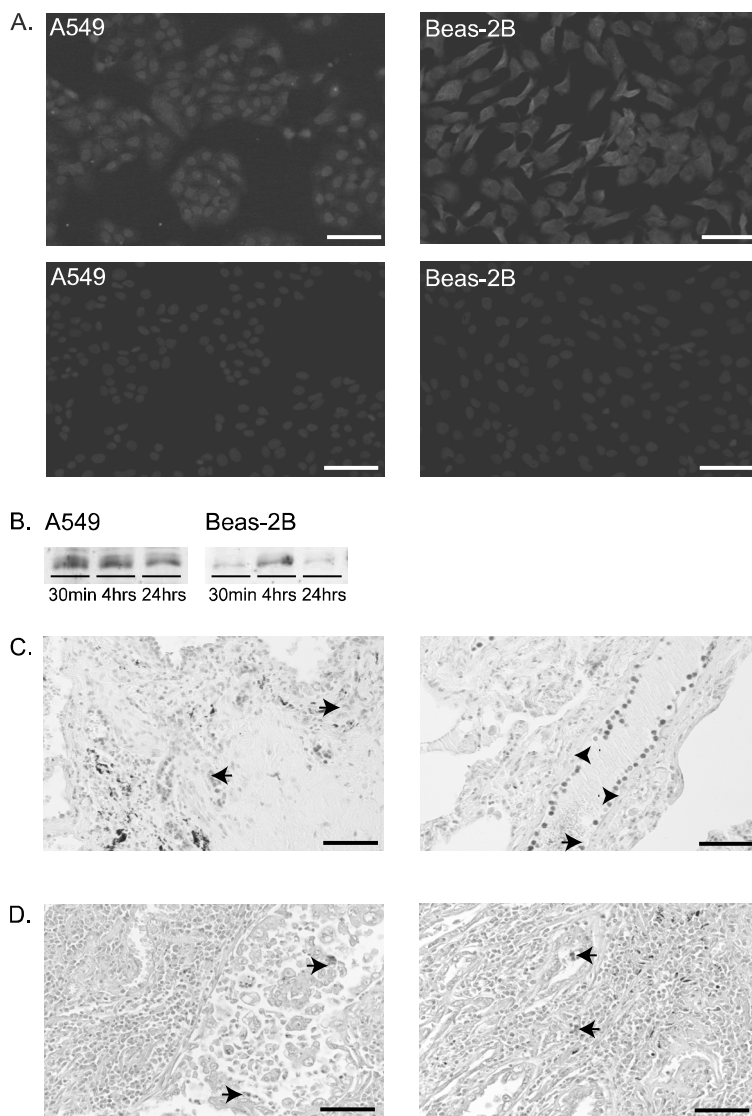 A.
A549
Beas-2B
A549
Beas-2B
B. A549 Beas-2B
30min 4hrs 24hrs 30min 4hrs 24hrs
C.
D.